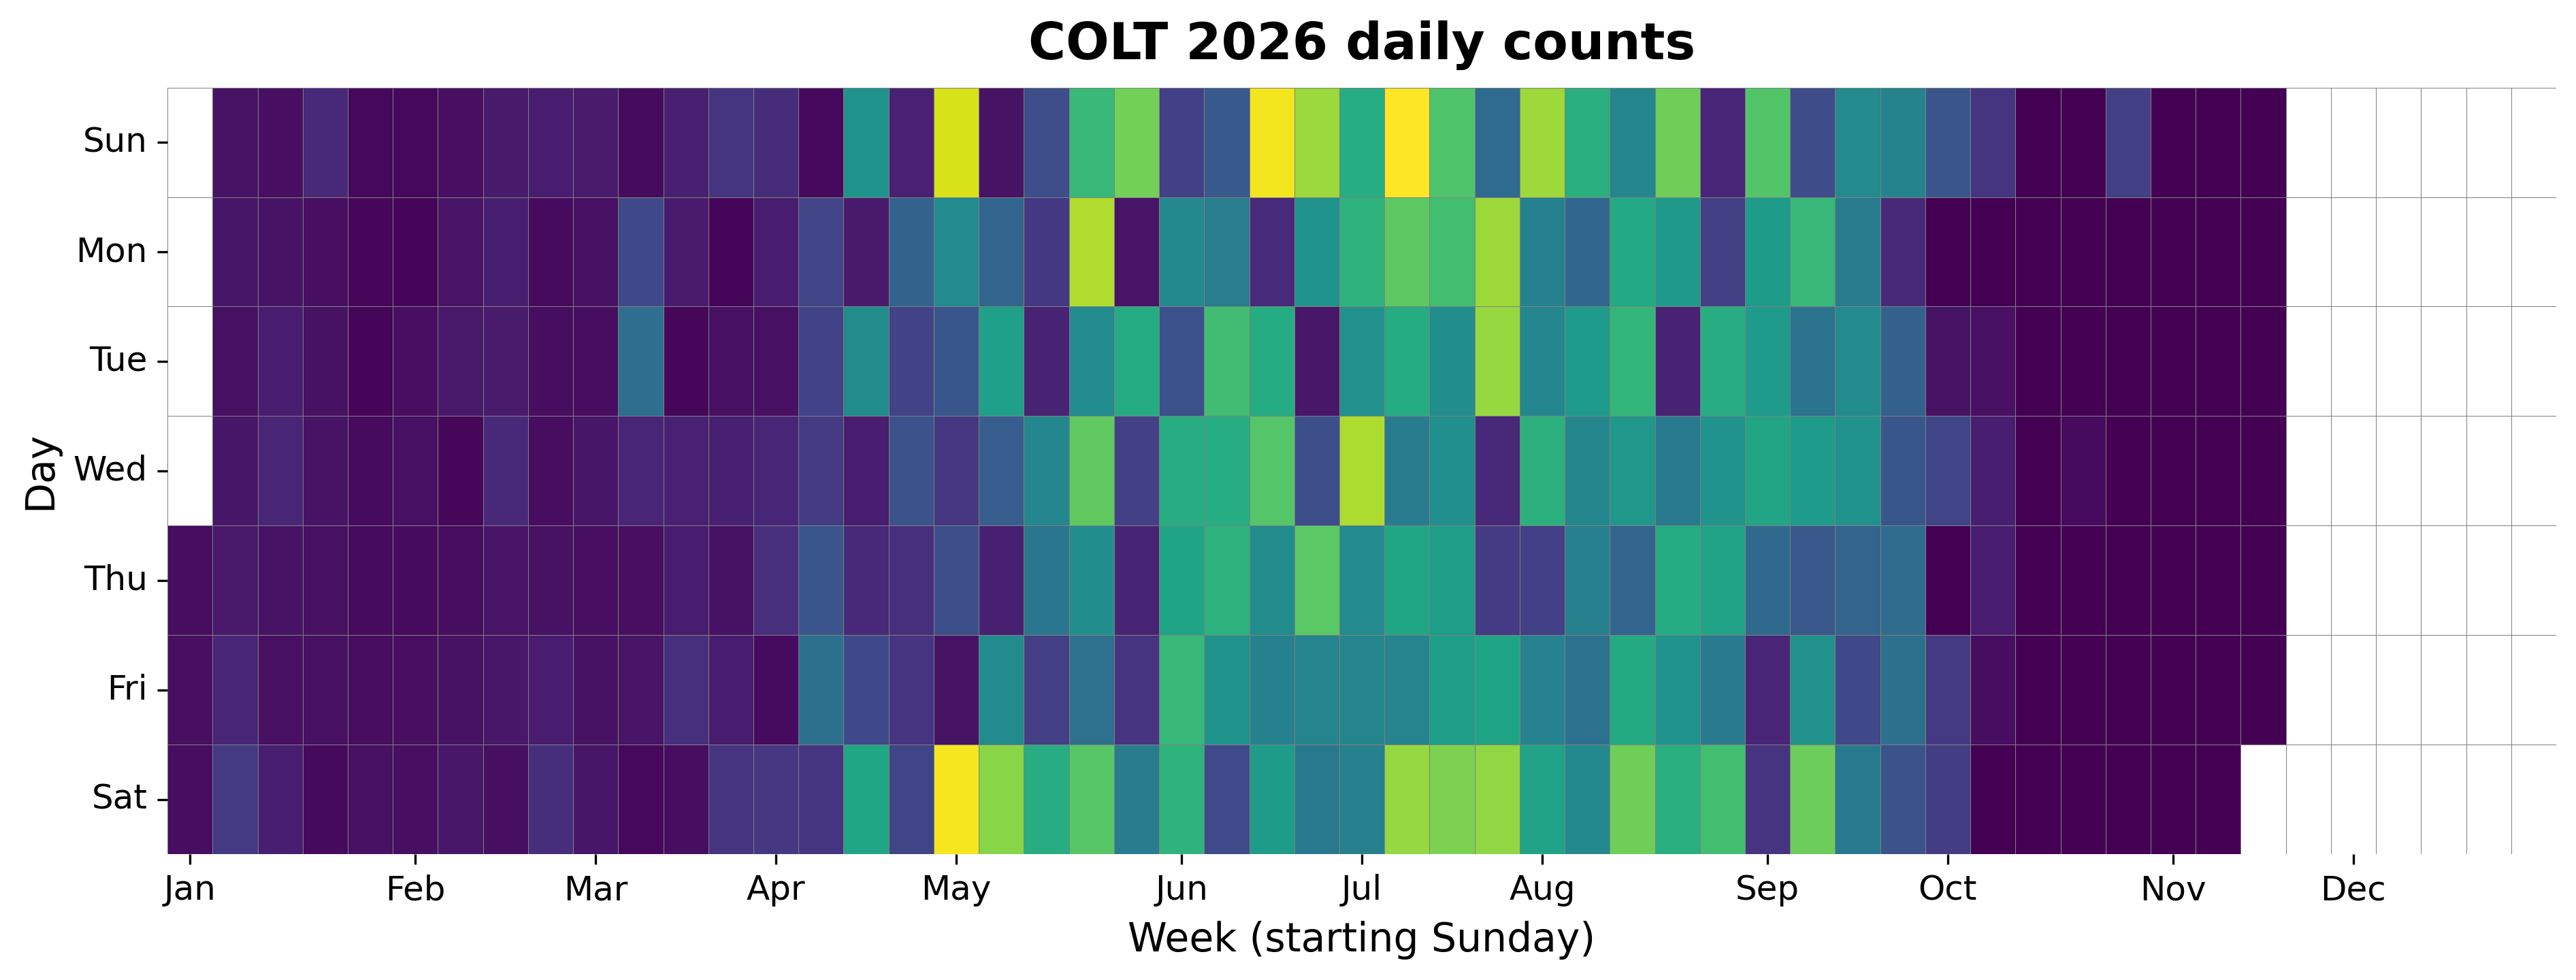 COLT 2026 daily counts
Day
Sun
Mon
Tue
Wed
Thu
Fri
Sat
Jan Feb Mar Apr May Jun Jul Aug Sep Oct Nov Dec
Week (starting Sunday)